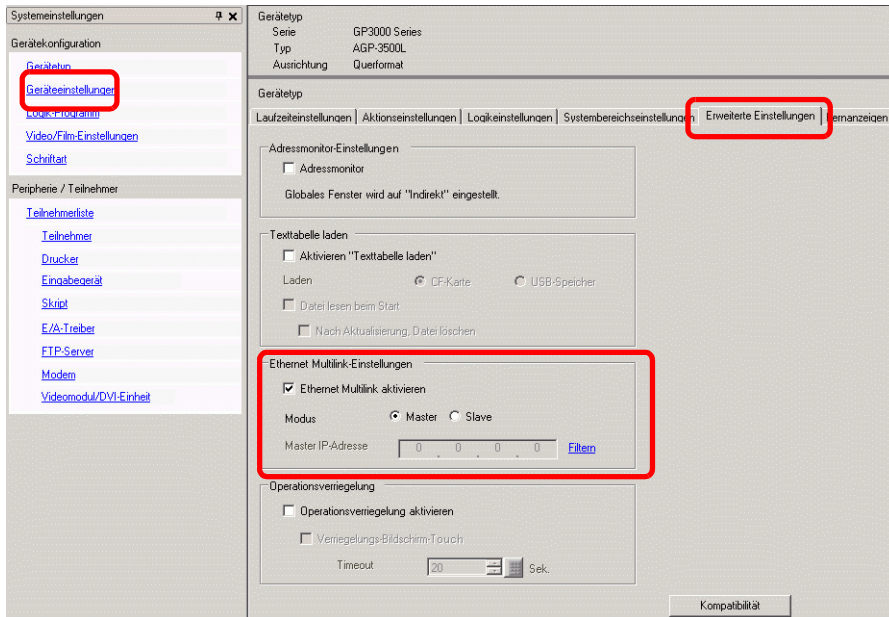 Systemeinstellungen
Gerätekonfiguration
Gerätetyp
Geräteeinstellungen
Logik-Programm
Video/Film-Einstellungen
Schriftart
Peripherie / Teilnehmer
Teilnehmerliste
Teilnehmer
Drucker
Eingabegerät
Skript
E/A-Treiber
FTP-Server
Modem
Videomodul/DVI-Einheit
Gerätetyp
Serie GP3000 Series
Typ AGP-3500L
Ausrichtung Querformat
Gerätetyp
Laufzeiteinstellungen Aktionseinstellungen Logikeinstellungen Systembereichseinstellungen Erweiterte Einstellungen Fernanzeigen
Adressmonitor-Einstellungen
Adressmonitor
Globales Fenster wird auf "Indirekt" eingestellt.
Texttabelle laden
Aktivieren "Texttabelle laden"
Laden CF-Karte USB-Speicher
Datei lesen beim Start
Nach Aktualisierung, Datei löschen
Ethernet Multilink-Einstellungen
Ethernet Multilink aktivieren
Modus Master Slave
Master IP-Adresse 0 . 0 . 0 . 0 Filtern
Operationsverriegelung
Operationsverriegelung aktivieren
Verriegelungs-Bildschirm-Touch
Timeout 20 Sek.
Kompatibilität